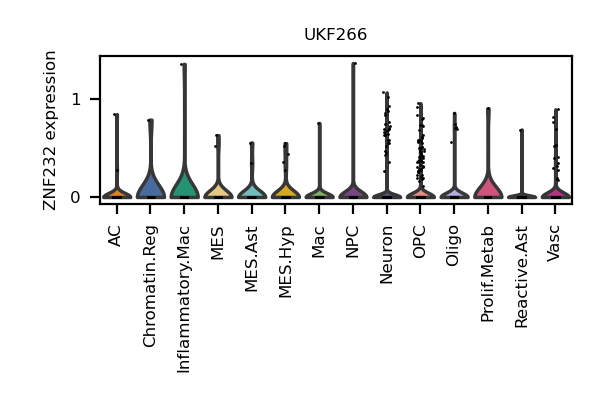 UKF266
ZNF232 expression
1
0
AC
Chromatin.Reg
Inflammatory.Mac
MES
MES.Ast
MES.Hyp
Mac
NPC
Neuron
OPC
Oligo
Prolif.Metab
Reactive.Ast
Vasc